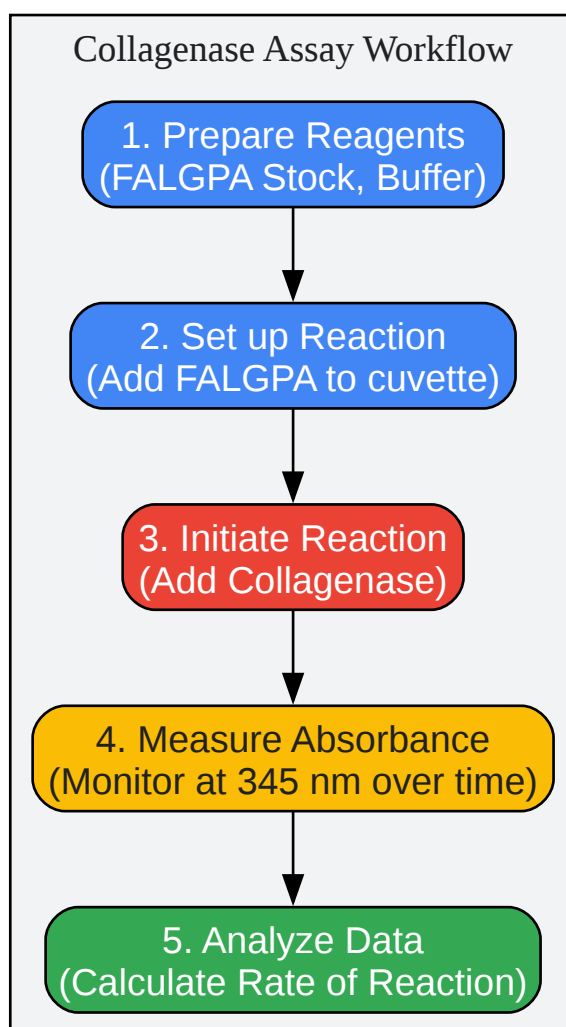 Collagenase Assay Workflow
1. Prepare Reagents
(FALGPA Stock, Buffer)
2. Set up Reaction
(Add FALGPA to cuvette)
3. Initiate Reaction
(Add Collagenase)
4. Measure Absorbance
(Monitor at 345 nm over time)
5. Analyze Data
(Calculate Rate of Reaction)